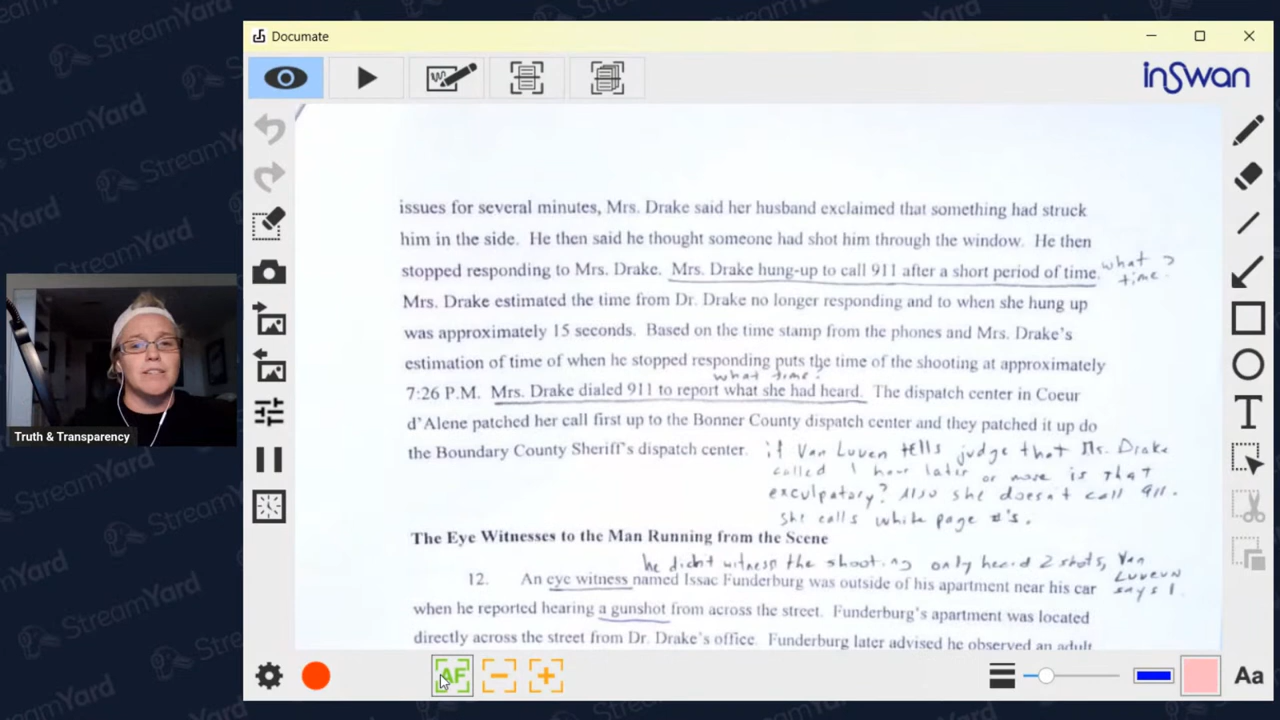 Documate
inSwan
issues for several minutes, Mrs. Drake said her husband exclaimed that something had struck
him in the side. He then said he thought someone had shot him through the window. He then
stopped responding to Mrs. Drake. Mrs. Drake hung-up to call 911 after a short period of time.
what ?
time.
Mrs. Drake estimated the time from Dr. Drake no longer responding and to when she hung up
was approximately 15 seconds. Based on the time stamp from the phones and Mrs. Drake's
estimation of time of when he stopped responding puts the time of the shooting at approximately
what time?
7:26 P.M. Mrs. Drake dialed 911 to report what she had heard. The dispatch center in Coeur
d'Alene patched her call first up to the Bonner County dispatch center and they patched it up do
the Boundary County Sheriff's dispatch center.
if Van Luven tells judge that Mr. Drake
called 1 hour later or more is that
exculpatory? Also she doesnt call 911.
she calls white page #'s.
The Eye Witnesses to the Man Running from the Scene
he didnt witness the shooting only heard 2 shots, Van
Luveun
says 1.
12. An eye witness named Issac Funderburg was outside of his apartment near his car
when he reported hearing a gunshot from across the street. Funderburg's apartment was located
directly across the street from Dr. Drake's office. Funderburg later advised he observed an adult
Truth & Transparency
AF
Aa
T
StreamYard
StreamYard
StreamYard
StreamYard
StreamYard